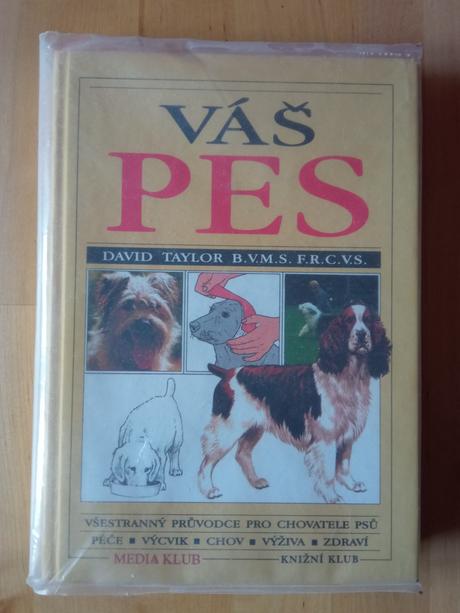 VÁŠ
PES
DAVID TAYLOR B.V.M.S. F.R.C.V.S.
VŠESTRANNÝ PRŮVODCE PRO CHOVATELE PSŮ
PÉČE ■ VÝCVIK ■ CHOV ■ VÝŽIVA ■ ZDRAVÍ
MEDIA KLUB KNIŽNÍ KLUB